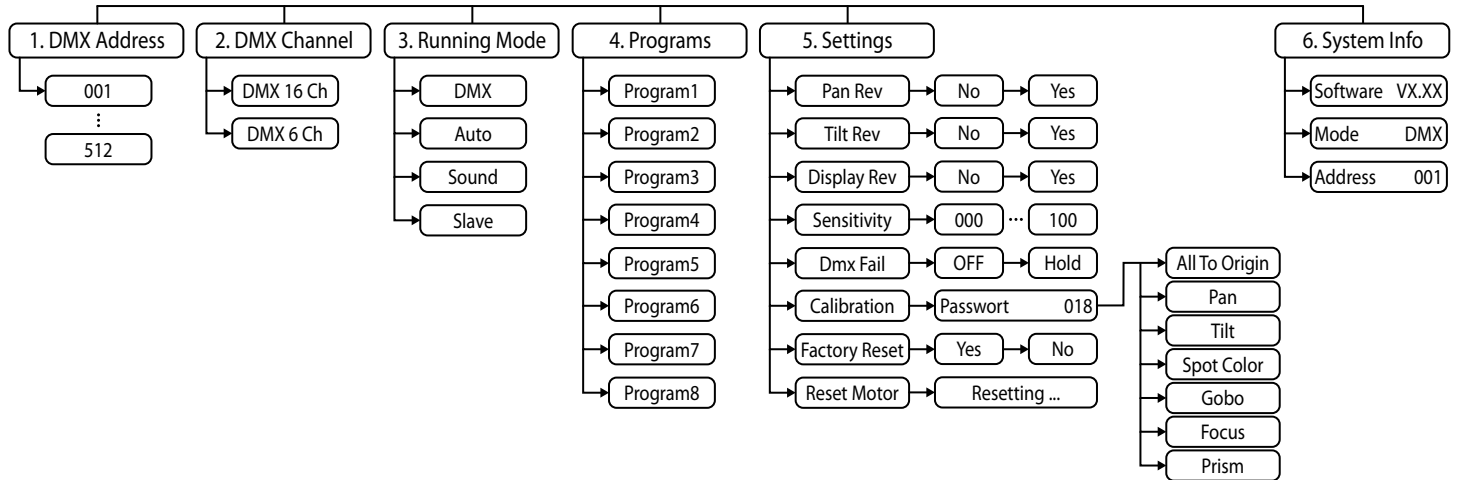 1. DMX Address
001
⋮
512
2. DMX Channel
DMX 16 Ch
DMX 6 Ch
3. Running Mode
DMX
Auto
Sound
Slave
4. Programs
Program1
Program2
Program3
Program4
Program5
Program6
Program7
Program8
5. Settings
Pan Rev No Yes
Tilt Rev No Yes
Display Rev No Yes
Sensitivity 000 ... 100
Dmx Fail OFF Hold
Calibration Passwort 018
Factory Reset Yes No
Reset Motor Resetting ...
All To Origin
Pan
Tilt
Spot Color
Gobo
Focus
Prism
6. System Info
Software VX.XX
Mode DMX
Address 001